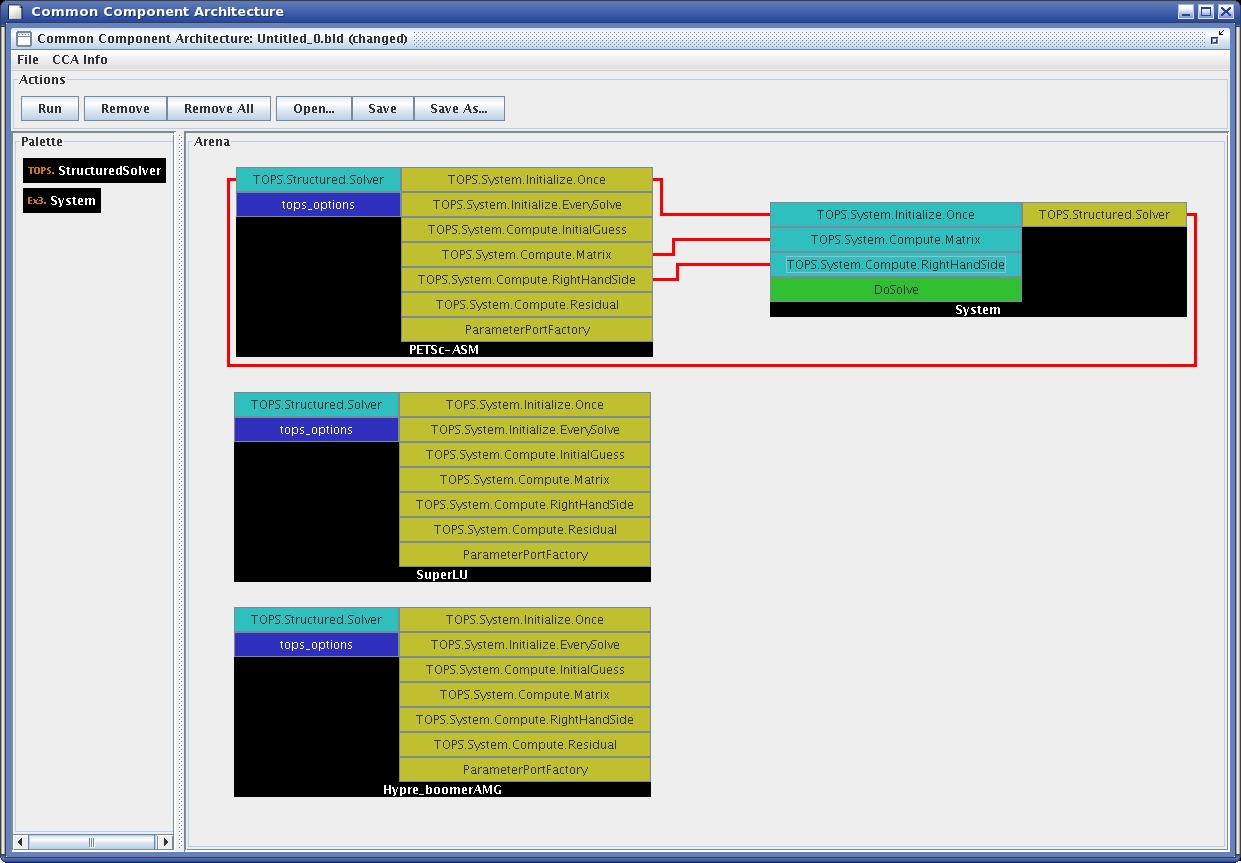 Common Component Architecture
Common Component Architecture: Untitled_0.bld (changed)
File CCA Info
Actions
Run Remove Remove All Open... Save Save As...
Palette
TOPS. StructuredSolver
Ex3. System
Arena
TOPS.Structured.Solver TOPS.System.Initialize.Once
tops_options TOPS.System.Initialize.EverySolve
TOPS.System.Compute.InitialGuess
TOPS.System.Compute.Matrix
TOPS.System.Compute.RightHandSide
TOPS.System.Compute.Residual
ParameterPortFactory
PETSc-ASM
TOPS.System.Initialize.Once TOPS.Structured.Solver
TOPS.System.Compute.Matrix
TOPS.System.Compute.RightHandSide
DoSolve
System
TOPS.Structured.Solver TOPS.System.Initialize.Once
tops_options TOPS.System.Initialize.EverySolve
TOPS.System.Compute.InitialGuess
TOPS.System.Compute.Matrix
TOPS.System.Compute.RightHandSide
TOPS.System.Compute.Residual
ParameterPortFactory
SuperLU
TOPS.Structured.Solver TOPS.System.Initialize.Once
tops_options TOPS.System.Initialize.EverySolve
TOPS.System.Compute.InitialGuess
TOPS.System.Compute.Matrix
TOPS.System.Compute.RightHandSide
TOPS.System.Compute.Residual
ParameterPortFactory
Hypre_boomerAMG